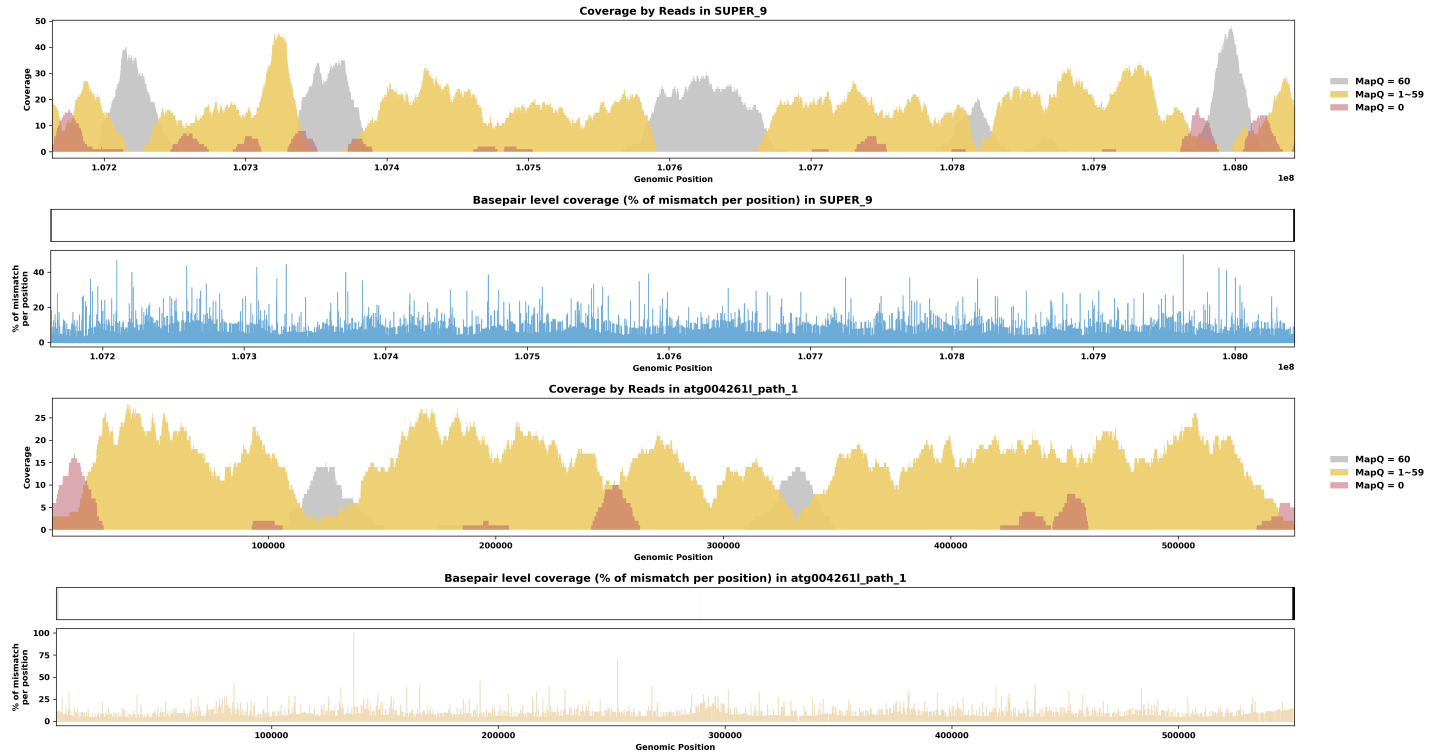 Coverage by Reads in SUPER_9
50
40
30
20
10
0
Coverage
1.072 1.073 1.074 1.075 1.076 1.077 1.078 1.079 1.080
Genomic Position
1e8
MapQ = 60
MapQ = 1~59
MapQ = 0
Basepair level coverage (% of mismatch per position) in SUPER_9
40
20
0
% of mismatch
per position
1.072 1.073 1.074 1.075 1.076 1.077 1.078 1.079 1.080
Genomic Position
1e8
Coverage by Reads in atg004261l_path_1
25
20
15
10
5
0
Coverage
100000 200000 300000 400000 500000
Genomic Position
MapQ = 60
MapQ = 1~59
MapQ = 0
Basepair level coverage (% of mismatch per position) in atg004261l_path_1
100
75
50
25
0
% of mismatch
per position
100000 200000 300000 400000 500000
Genomic Position